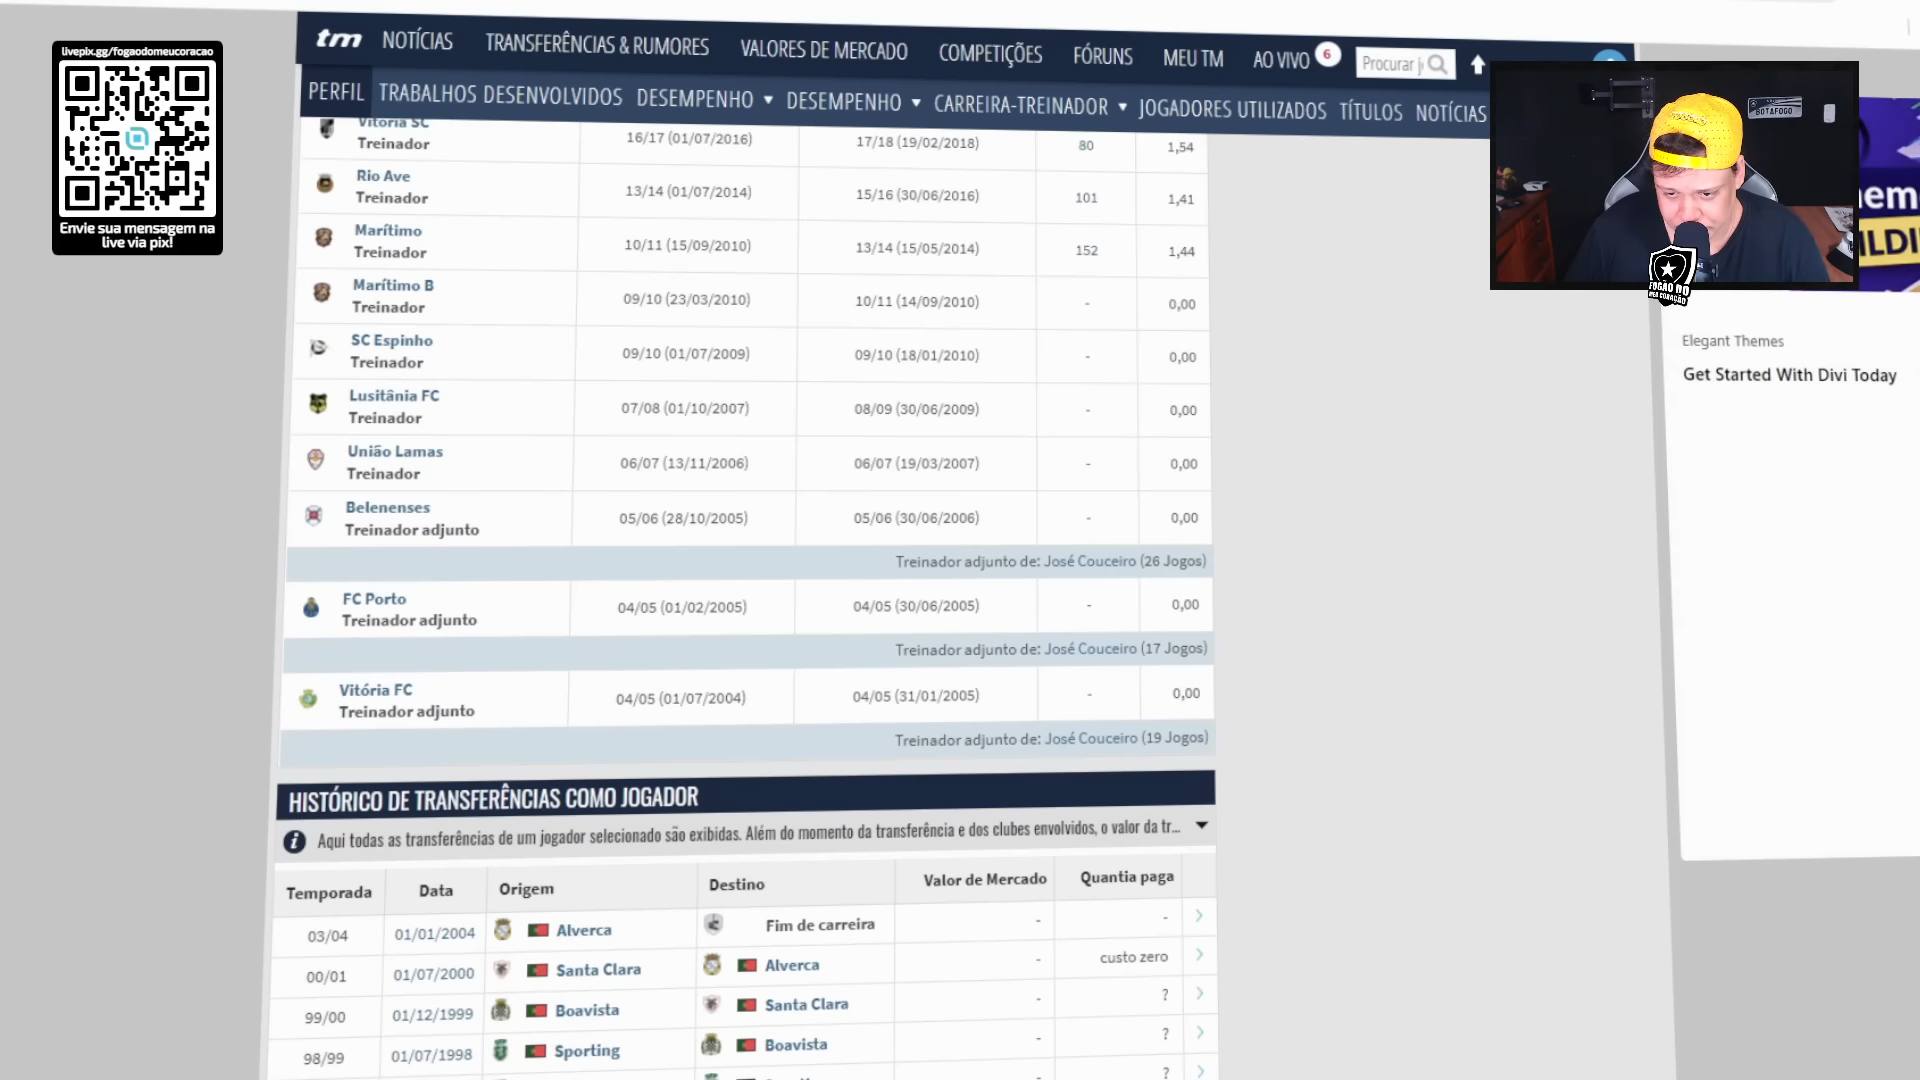 livepix.gg/fogaodomeucoracao
Envie sua mensagem na
live via pix!
tm NOTÍCIAS TRANSFERÊNCIAS & RUMORES VALORES DE MERCADO COMPETIÇÕES FÓRUNS MEU TM AO VIVO 6 Procurar j
PERFIL TRABALHOS DESENVOLVIDOS DESEMPENHO DESEMPENHO CARREIRA-TREINADOR JOGADORES UTILIZADOS TÍTULOS NOTÍCIAS
Vitória SC
Treinador
16/17 (01/07/2016) 17/18 (19/02/2018) 80 1,54
Rio Ave
Treinador
13/14 (01/07/2014) 15/16 (30/06/2016) 101 1,41
Marítimo
Treinador
10/11 (15/09/2010) 13/14 (15/05/2014) 152 1,44
Marítimo B
Treinador
09/10 (23/03/2010) 10/11 (14/09/2010) - 0,00
SC Espinho
Treinador
09/10 (01/07/2009) 09/10 (18/01/2010) - 0,00
Lusitânia FC
Treinador
07/08 (01/10/2007) 08/09 (30/06/2009) - 0,00
União Lamas
Treinador
06/07 (13/11/2006) 06/07 (19/03/2007) - 0,00
Belenenses
Treinador adjunto
05/06 (28/10/2005) 05/06 (30/06/2006) - 0,00
Treinador adjunto de: José Couceiro (26 Jogos)
FC Porto
Treinador adjunto
04/05 (01/02/2005) 04/05 (30/06/2005) - 0,00
Treinador adjunto de: José Couceiro (17 Jogos)
Vitória FC
Treinador adjunto
04/05 (01/07/2004) 04/05 (31/01/2005) - 0,00
Treinador adjunto de: José Couceiro (19 Jogos)
HISTÓRICO DE TRANSFERÊNCIAS COMO JOGADOR
Aqui todas as transferências de um jogador selecionado são exibidas. Além do momento da transferência e dos clubes envolvidos, o valor da tr...
Temporada Data Origem Destino Valor de Mercado Quantia paga
03/04 01/01/2004 Alverca Fim de carreira - -
00/01 01/07/2000 Santa Clara Alverca - custo zero
99/00 01/12/1999 Boavista Santa Clara - ?
98/99 01/07/1998 Sporting Boavista - ?
- ?
BOTAFOGO
FOGÃO DO
MEU CORAÇÃO
Elegant Themes
Get Started With Divi Today